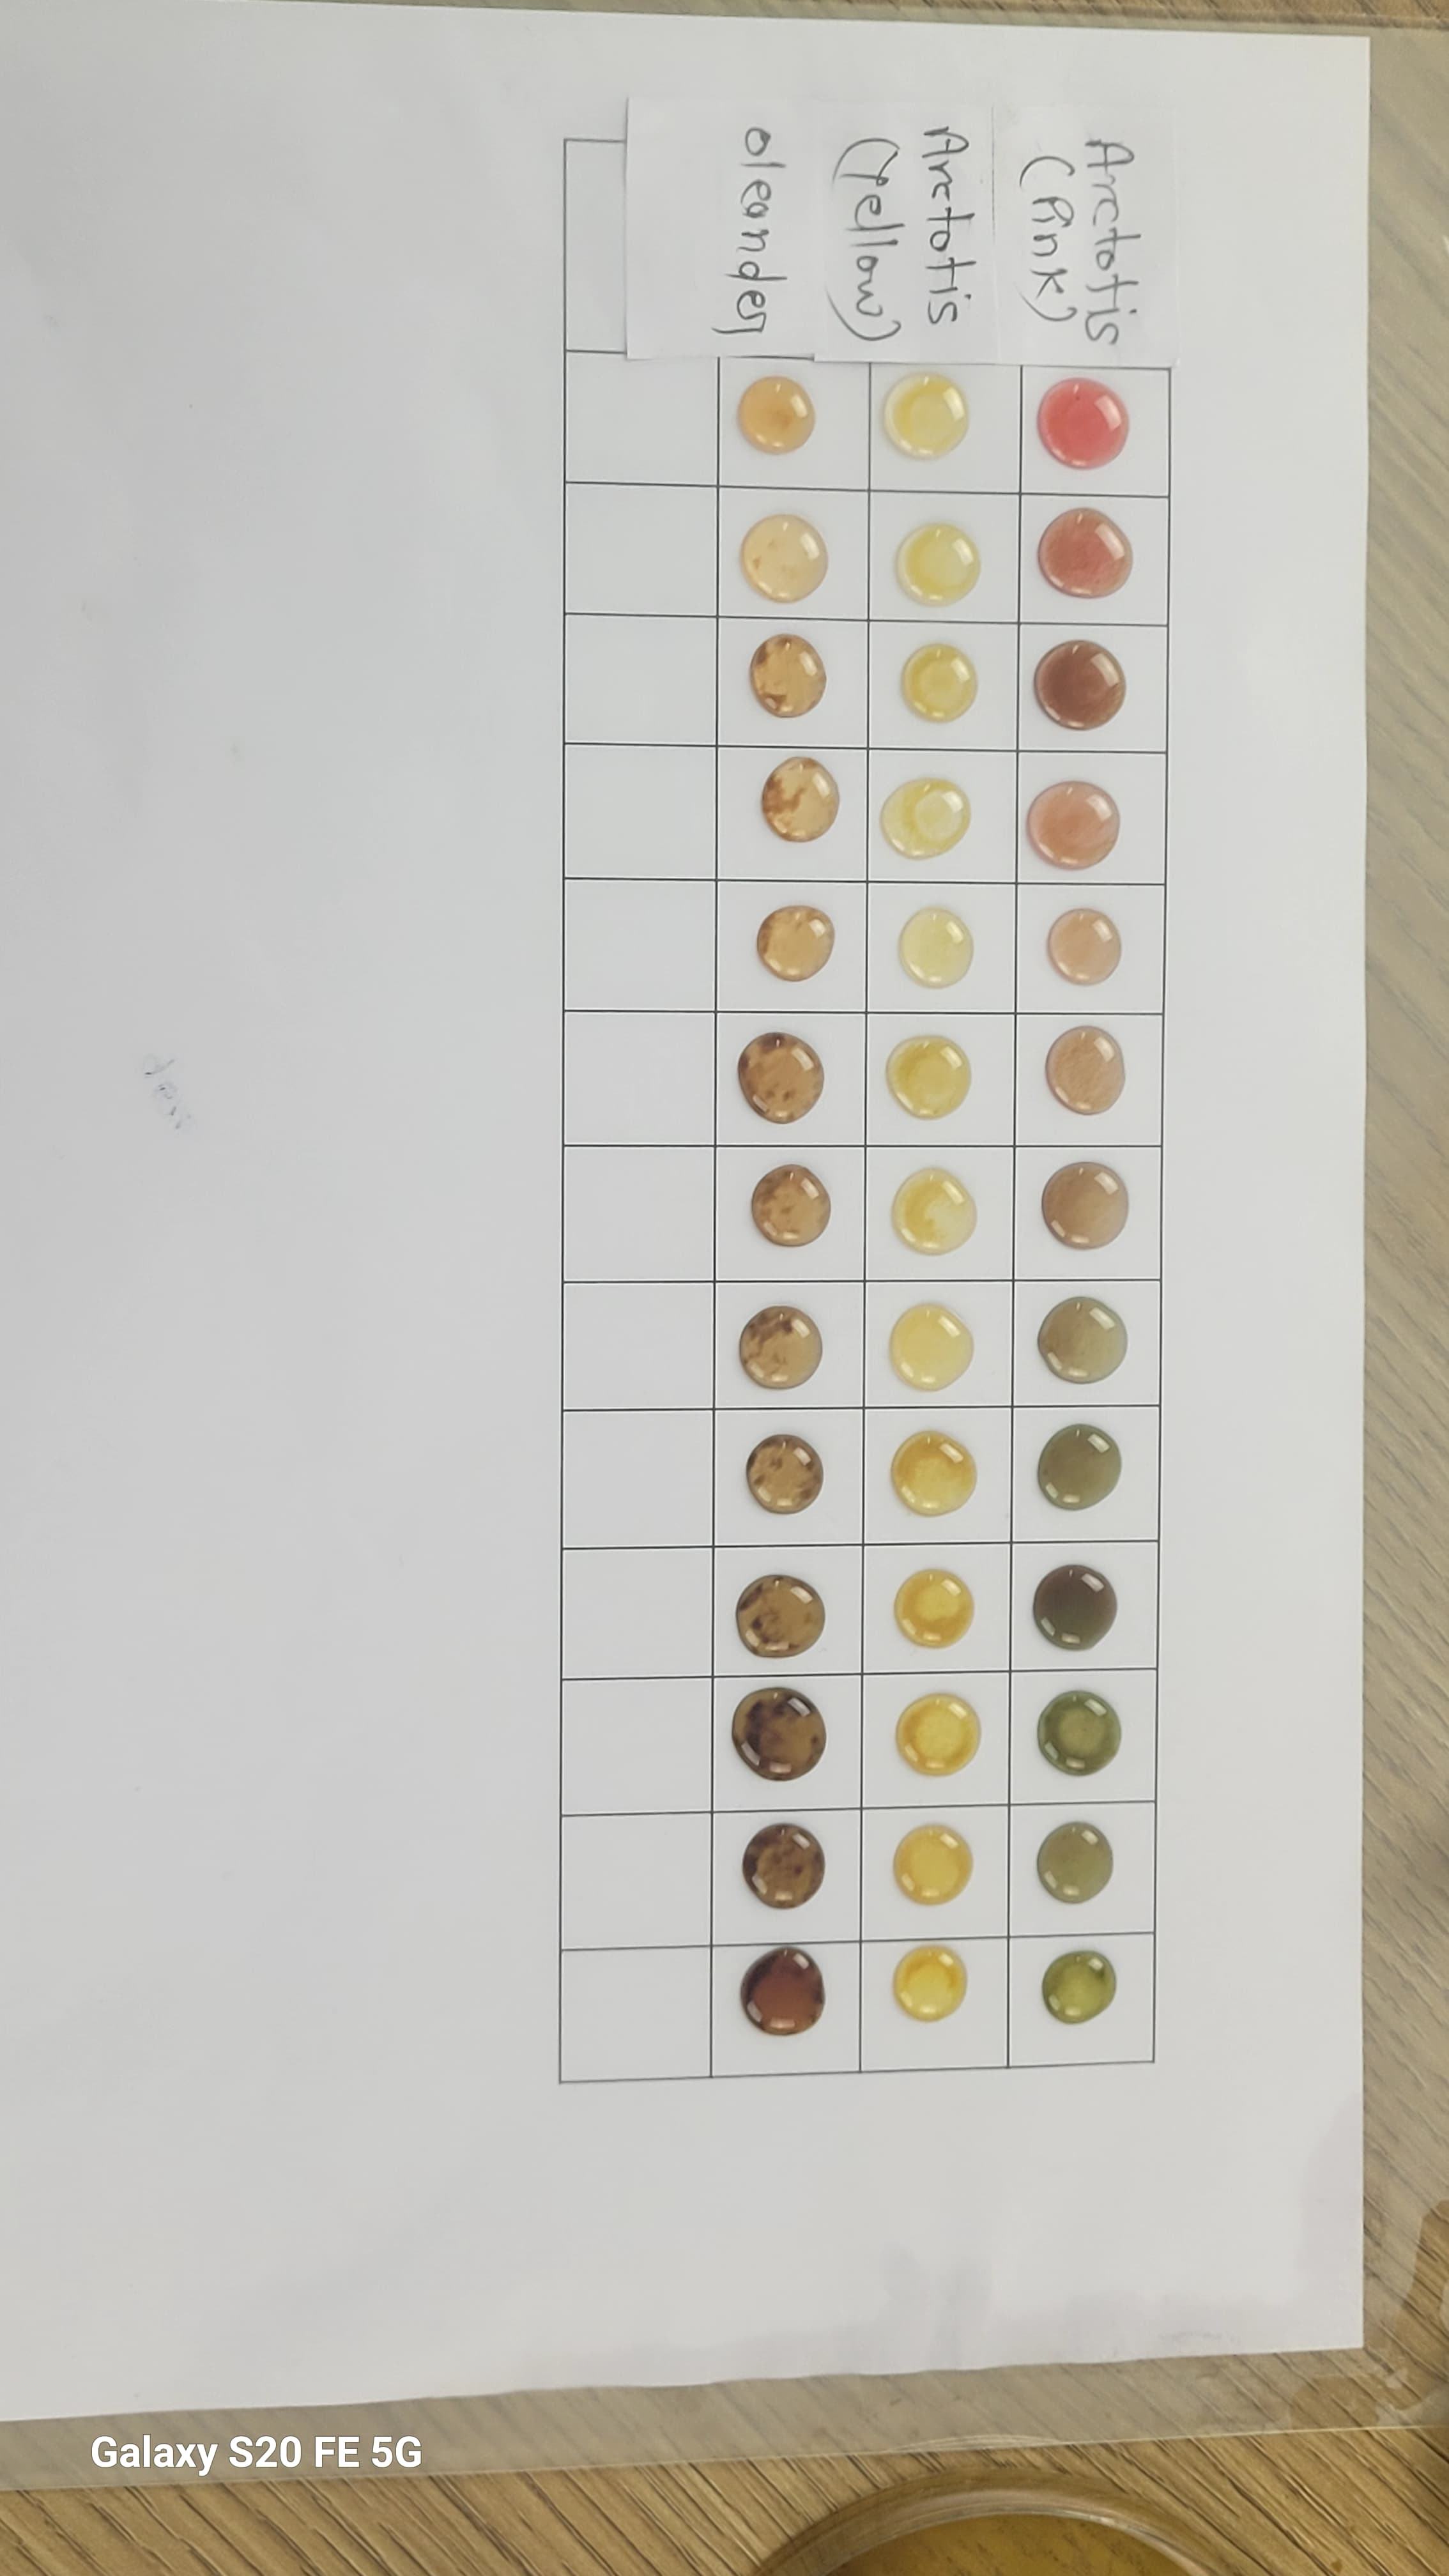 Arctotis
(Pink)
Arctotis
(Yellow)
oleander
Galaxy S20 FE 5G